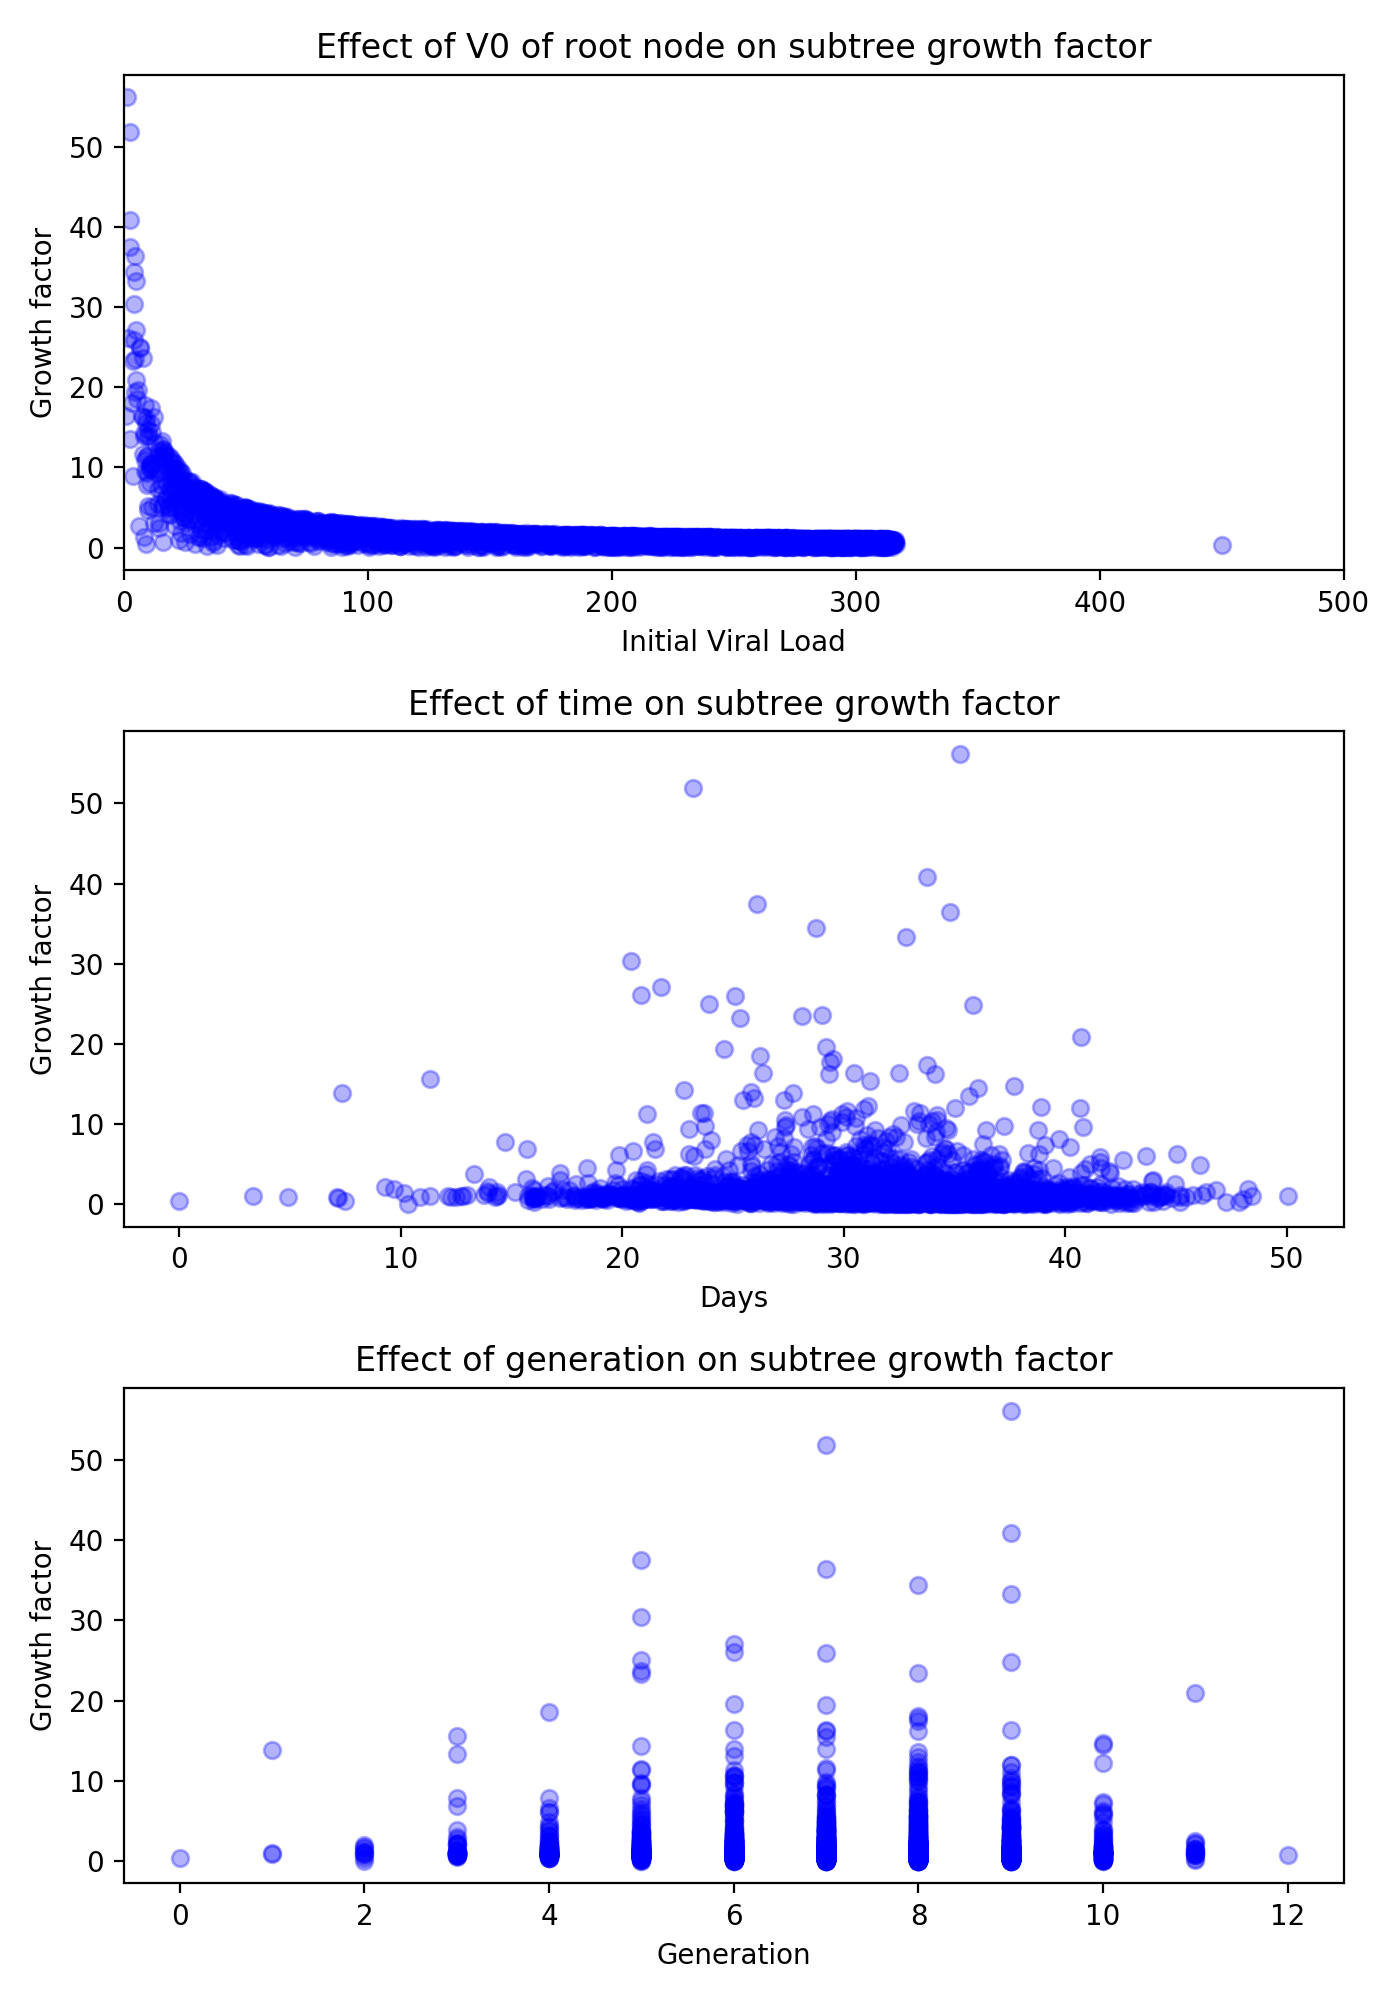 Effect of V0 of root node on subtree growth factor
Growth factor
50
40
30
20
10
0
0 100 200 300 400 500
Initial Viral Load
Effect of time on subtree growth factor
Growth factor
50
40
30
20
10
0
0 10 20 30 40 50
Days
Effect of generation on subtree growth factor
Growth factor
50
40
30
20
10
0
0 2 4 6 8 10 12
Generation